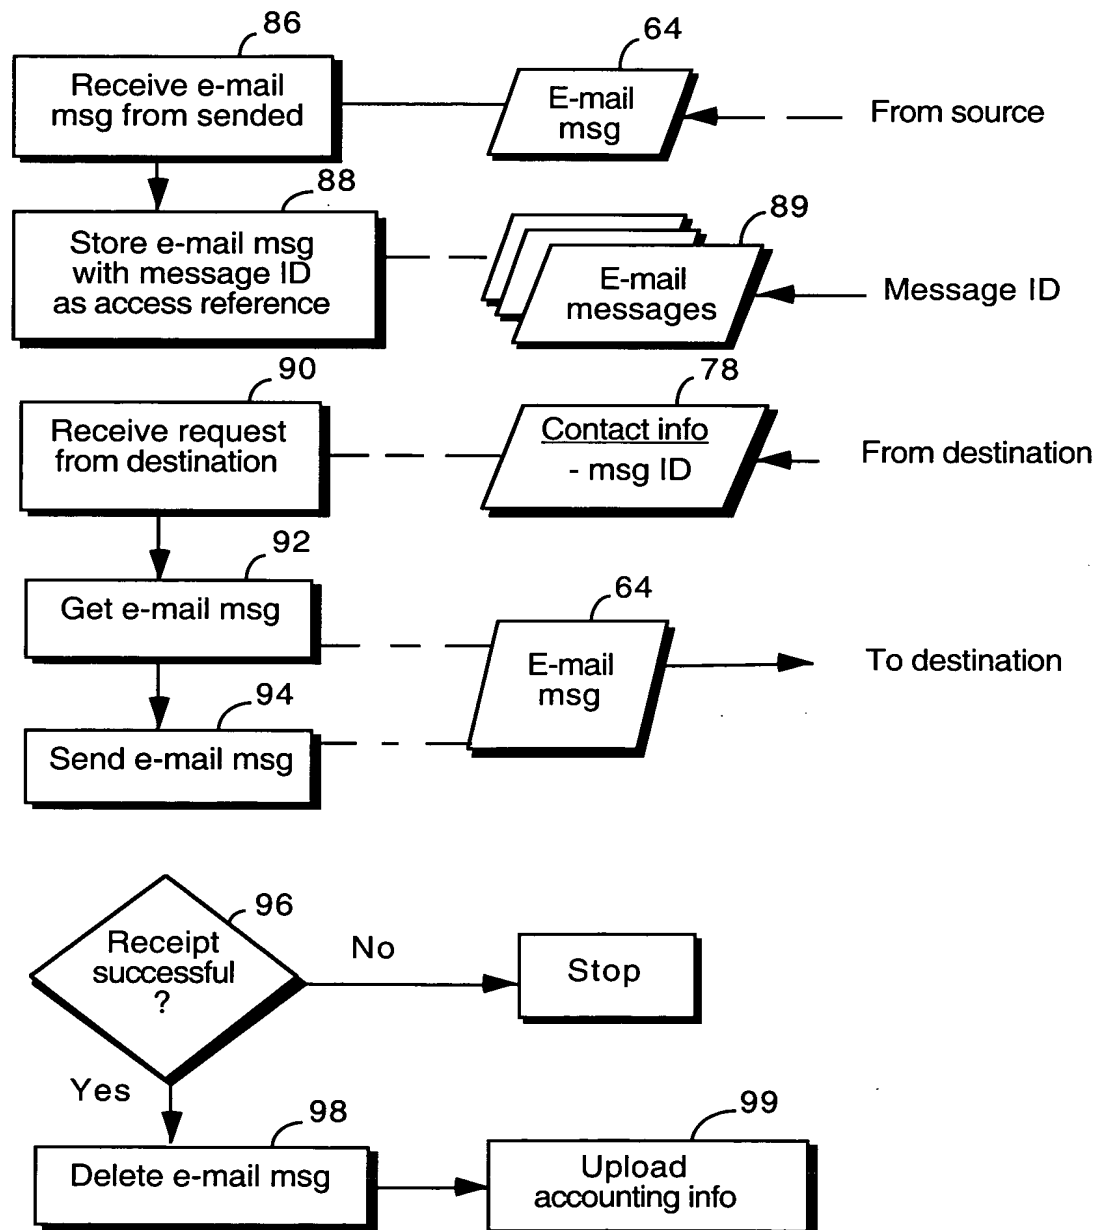 86
64
Receive e-mail
msg from sended
E-mail
msg
From source
88
89
Store e-mail msg
with message ID
as access reference
E-mail
messages
Message ID
90
78
Receive request
from destination
Contact info
- msg ID
From destination
92
64
Get e-mail msg
E-mail
msg
To destination
94
Send e-mail msg
96
Receipt
successful
?
No
Stop
Yes
98
99
Delete e-mail msg
Upload
accounting info